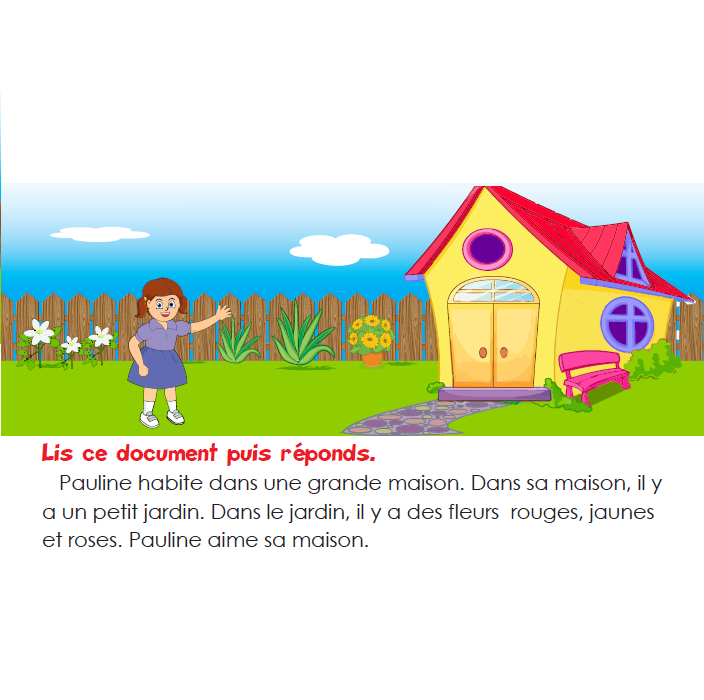 Lis ce document puis réponds.
Pauline habite dans une grande maison. Dans sa maison, il y
a un petit jardin. Dans le jardin, il y a des fleurs  rouges, jaunes
et roses. Pauline aime sa maison.